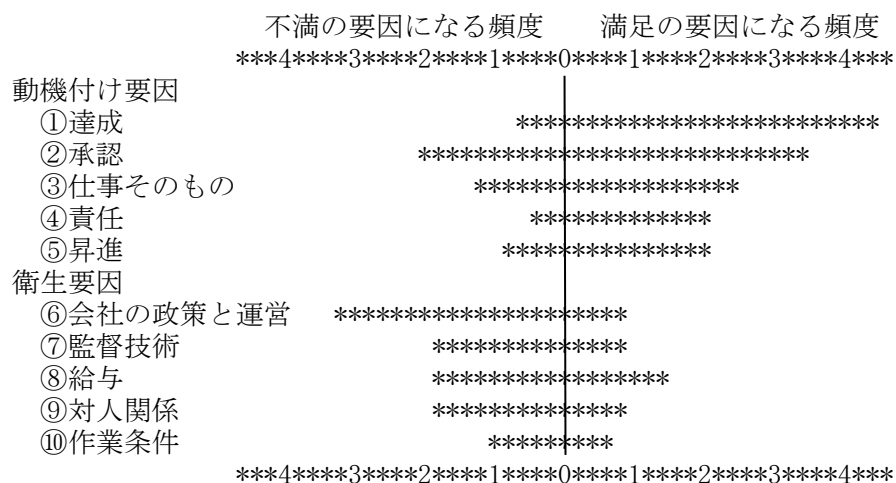 不満の要因になる頻度　満足の要因になる頻度
***4****3****2****1****0****1****2****3****4***
動機付け要因
①達成 **************************
②承認 ****************************
③仕事そのもの *******************
④責任 *************
⑤昇進 ***************
衛生要因
⑥会社の政策と運営 *********************
⑦監督技術 **************
⑧給与 *****************
⑨対人関係 **************
⑩作業条件 *********
***4****3****2****1****0****1****2****3****4***